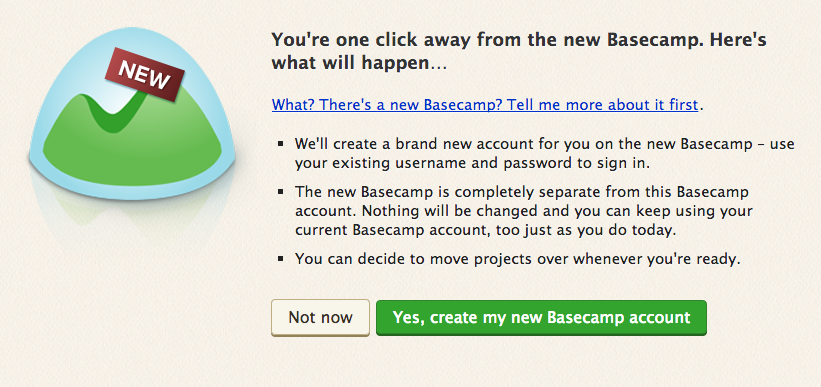 NEW
You're one click away from the new Basecamp. Here's
what will happen…
What? There's a new Basecamp? Tell me more about it first.
We'll create a brand new account for you on the new Basecamp – use
your existing username and password to sign in.
The new Basecamp is completely separate from this Basecamp
account. Nothing will be changed and you can keep using your
current Basecamp account, too just as you do today.
You can decide to move projects over whenever you're ready.
Not now
Yes, create my new Basecamp account